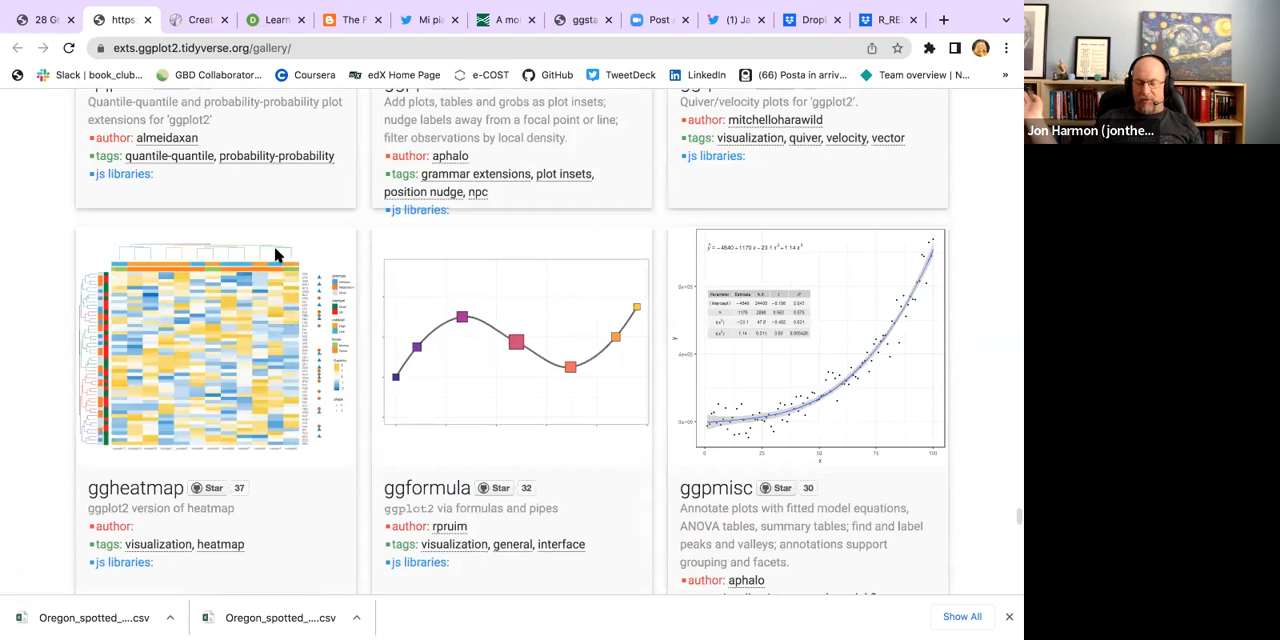 28 G
https:
Creat
Learn
The F
Mi pia
A mo
ggsta
Post
(1) Ja
Dropl
R_RE
exts.ggplot2.tidyverse.org/gallery/
Slack | book_club...
GBD Collaborator...
Coursera
edX Home Page
e-COST
GitHub
TweetDeck
LinkedIn
(66) Posta in arriv...
Team overview | N...
»
Quantile-quantile and probability-probability plot
extensions for 'ggplot2'
author: almeidaxan
tags: quantile-quantile, probability-probability
js libraries:
Add plots, tables and grobs as plot insets;
nudge labels away from a focal point or line;
filter observations by local density.
author: aphalo
tags: grammar extensions, plot insets,
position nudge, npc
js libraries:
Quiver/velocity plots for 'ggplot2'.
author: mitchelloharawild
tags: visualization, quiver, velocity, vector
js libraries:
Jon Harmon (jonthe...
ggheatmap Star 37
ggplot2 version of heatmap
author:
tags: visualization, heatmap
js libraries:
ggformula Star 32
ggplot2 via formulas and pipes
author: rpruim
tags: visualization, general, interface
js libraries:
0 25 50 75 100
x
y
ggpmisc Star 30
Annotate plots with fitted model equations,
ANOVA tables, summary tables; find and label
peaks and valleys; annotations support
grouping and facets.
author: aphalo
Oregon_spotted_....csv
Oregon_spotted_....csv
Show All